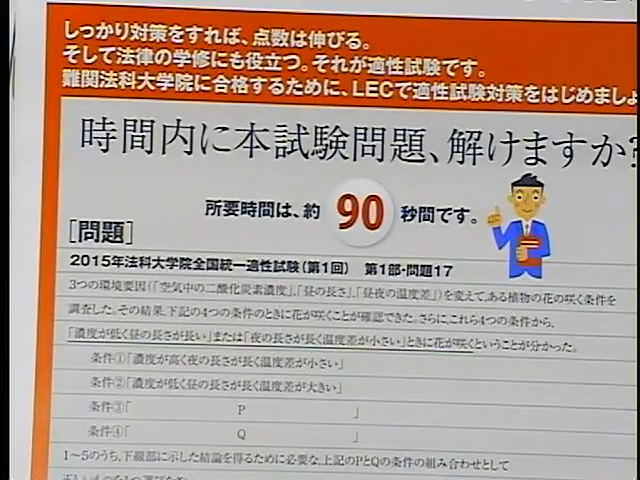 しっかり対策をすれば、点数は伸びる。
そして法律の学修にも役立つ。それが適性試験です。
難関法科大学院に合格するために、LECで適性試験対策をはじめましょ
時間内に本試験問題、解けますか?
所要時間は、約90秒間です。
[問題]
2015年法科大学院全国統一適性試験(第1回) 第1部・問題17
3つの環境要因(「空気中の二酸化炭素濃度」、「昼の長さ」、「昼夜の温度差」)を変えて、ある植物の花の咲く条件を
調査した。その結果、下記の4つの条件のときに花が咲くことが確認できた。さらに、これら4つの条件から、
「濃度が低く昼の長さが長い」または「夜の長さが長く温度差が小さい」ときに花が咲くということが分かった。
条件①「濃度が高く夜の長さが長く温度差が小さい」
条件②「濃度が低く昼の長さが長く温度差が大きい」
条件③「 P 」
条件④「 Q 」
1～5のうち、下線部に示した結論を得るために必要な、上記のPとQの条件の組み合わせとして